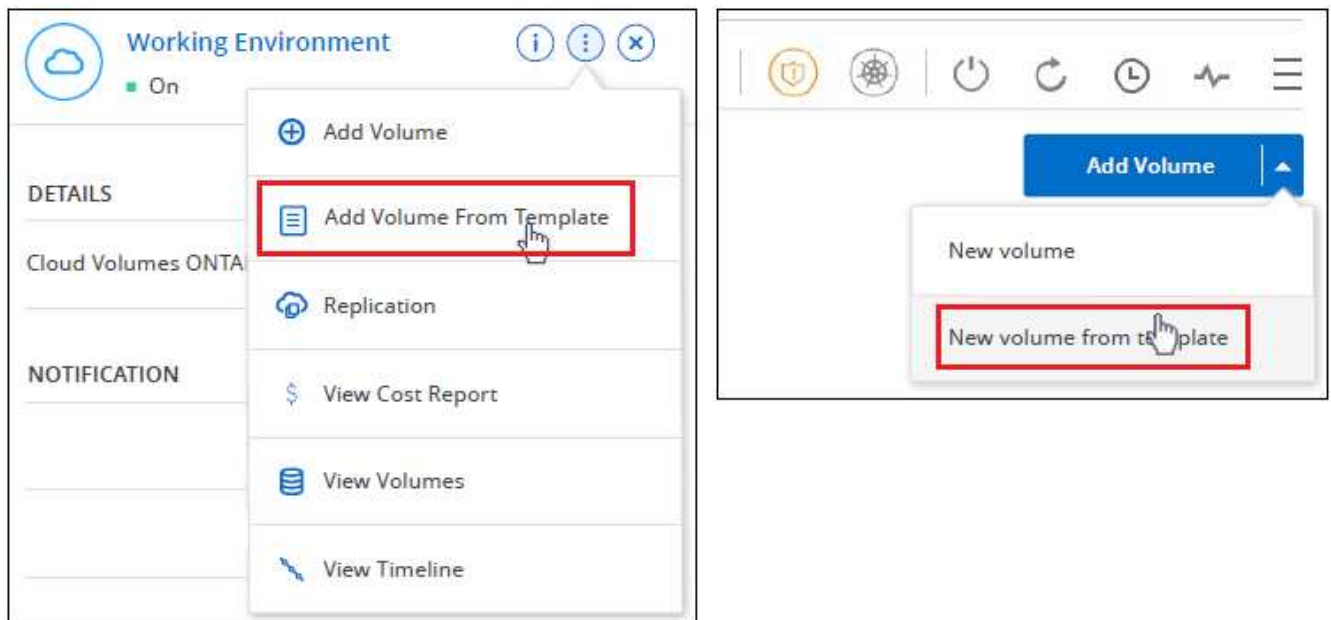 Working Environment
On
Add Volume
DETAILS
Add Volume From Template
Cloud Volumes ONTA
Replication
NOTIFICATION
View Cost Report
View Volumes
View Timeline
Add Volume
New volume
New volume from template